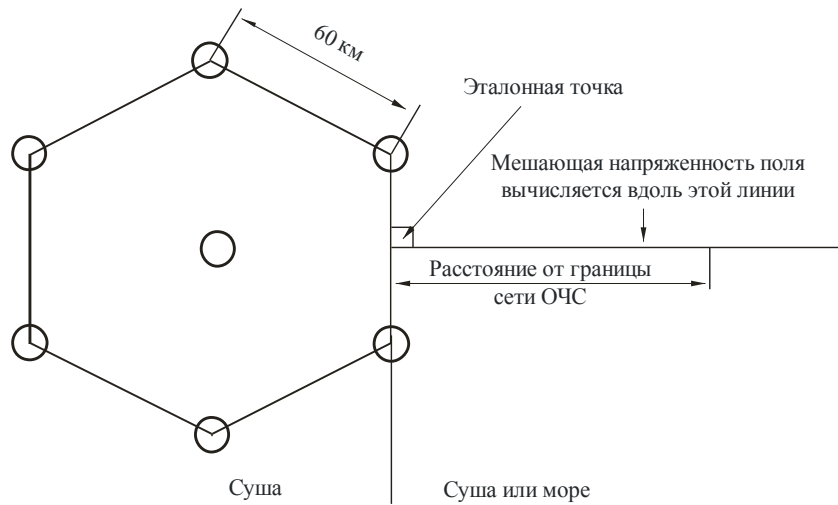 60 км
Эталонная точка
Мешающая напряженность поля
вычисляется вдоль этой линии
Расстояние от границы
сети ОЧС
Суша
Суша или море